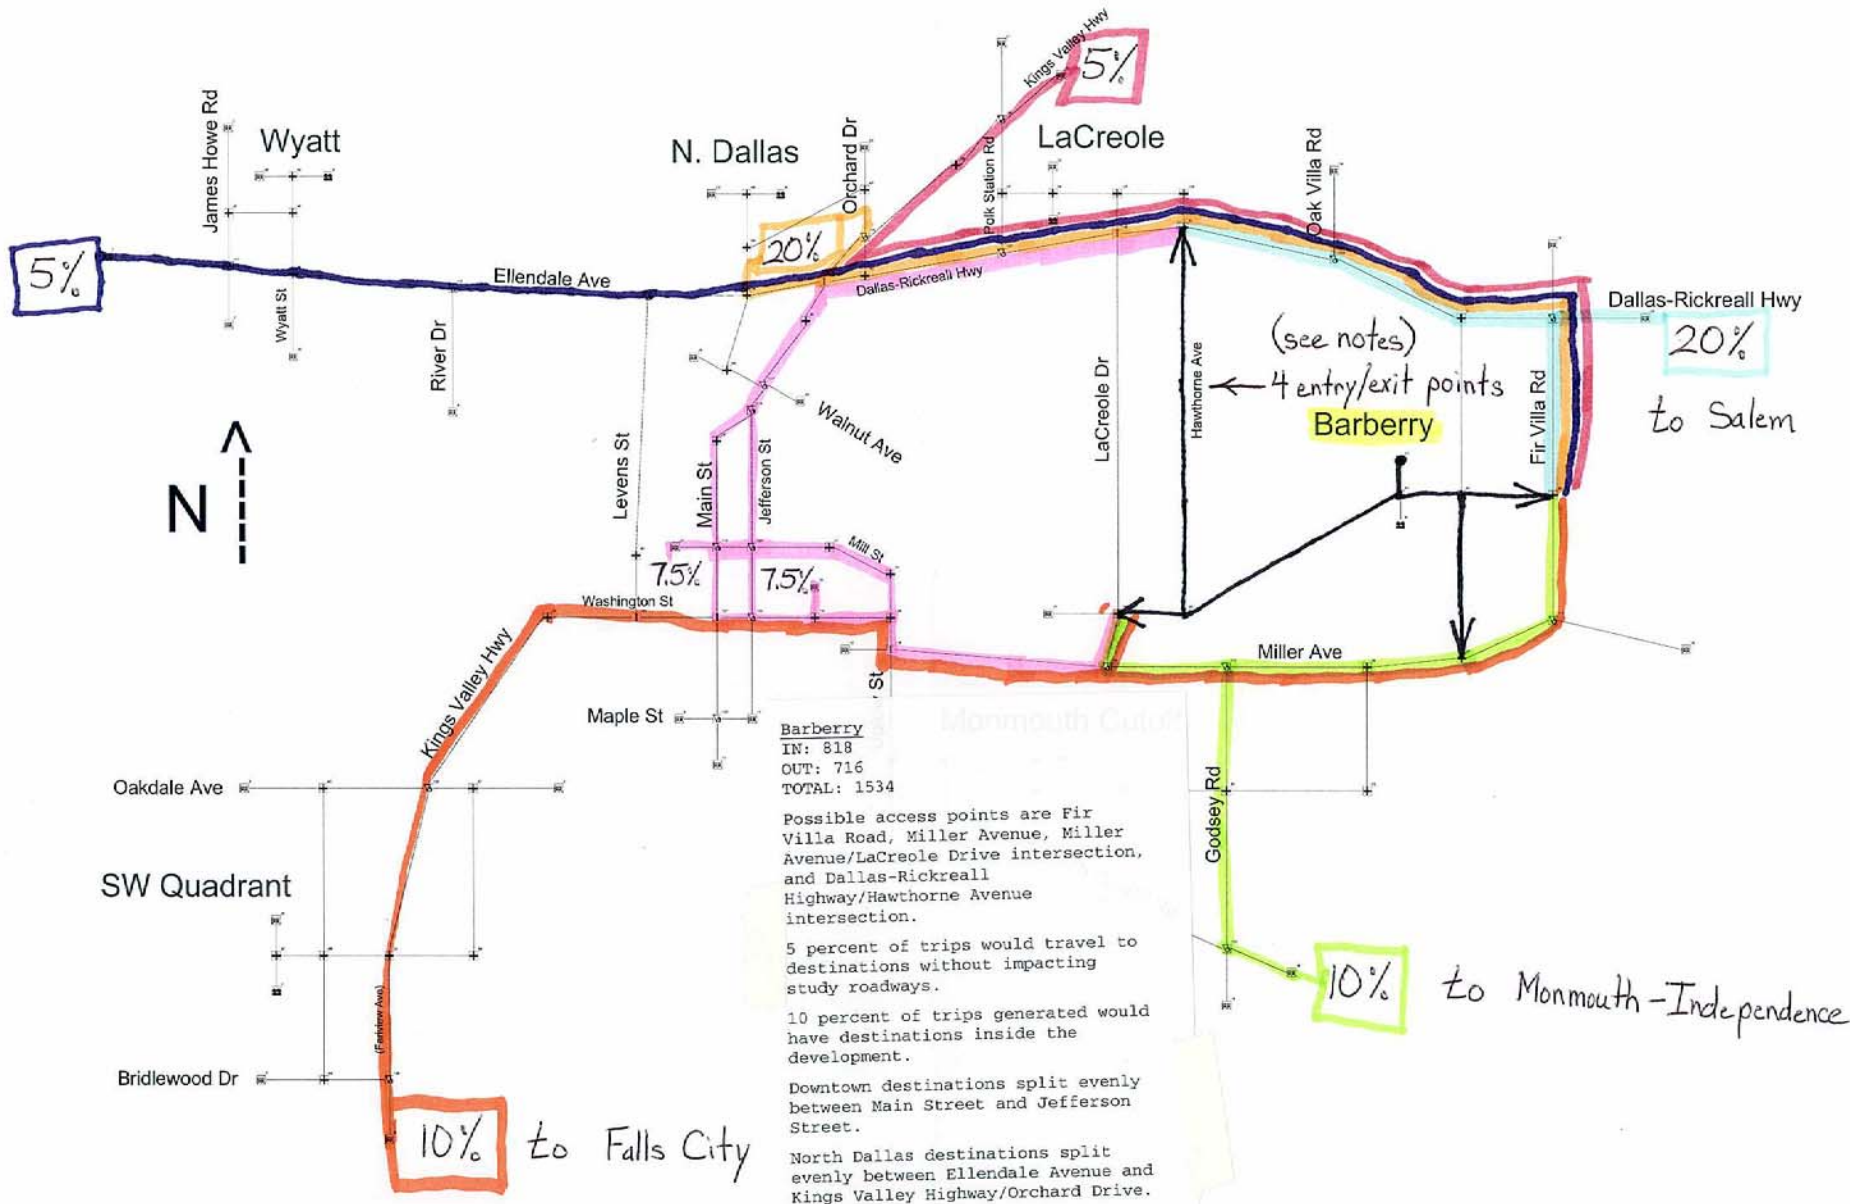 Kings Valley Hwy
5%
James Howe Rd
Wyatt
N. Dallas
Orchard Dr
Polk Station Rd
LaCreole
Oak Villa Rd
20%
5%
Ellendale Ave
Wyatt St
River Dr
Dallas-Rickreall Hwy
Dallas-Rickreall Hwy
20%
to Salem
(see notes)
4 entry/exit points
Barberry
Hawthorne Ave
LaCreole Dr
Fir Villa Rd
Walnut Ave
Levens St
Main St
Jefferson St
N
Mill St
7.5%
7.5%
Washington St
Kings Valley Hwy
Miller Ave
Maple St
St
Monmouth Cutoff
Oakdale Ave
Godsey Rd
SW Quadrant
(Fairview Ave)
Bridlewood Dr
10%
to Falls City
10%
to Monmouth-Independence
Barberry
IN: 818
OUT: 716
TOTAL: 1534
Possible access points are Fir
Villa Road, Miller Avenue, Miller
Avenue/LaCreole Drive intersection,
and Dallas-Rickreall
Highway/Hawthorne Avenue
intersection.
5 percent of trips would travel to
destinations without impacting
study roadways.
10 percent of trips generated would
have destinations inside the
development.
Downtown destinations split evenly
between Main Street and Jefferson
Street.
North Dallas destinations split
evenly between Ellendale Avenue and
Kings Valley Highway/Orchard Drive.